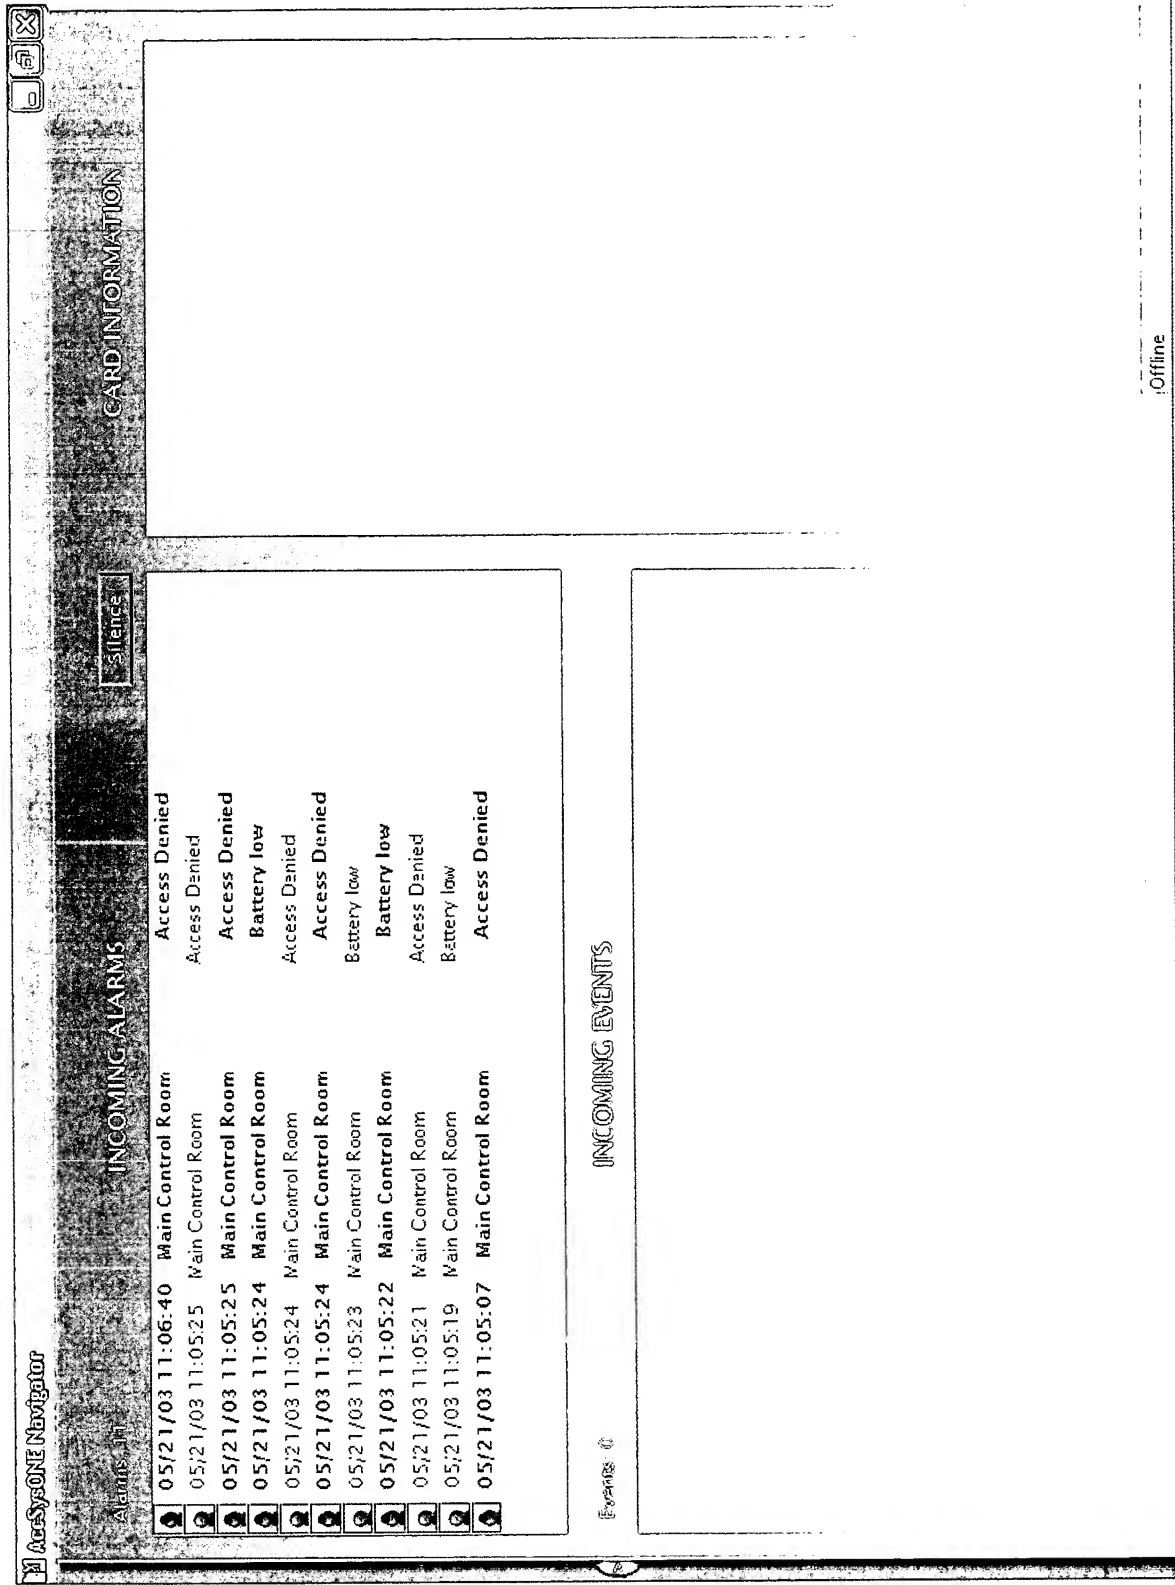 AccSysONE Navigator
Alarms: 11 INCOMING ALARMS Silence CARD INFORMATION
05/21/03 11:06:40 Main Control Room Access Denied
05/21/03 11:05:25 Main Control Room Access Denied
05/21/03 11:05:25 Main Control Room Access Denied
05/21/03 11:05:24 Main Control Room Battery low
05/21/03 11:05:24 Main Control Room Access Denied
05/21/03 11:05:24 Main Control Room Access Denied
05/21/03 11:05:23 Main Control Room Battery low
05/21/03 11:05:22 Main Control Room Battery low
05/21/03 11:05:21 Main Control Room Access Denied
05/21/03 11:05:19 Main Control Room Battery low
05/21/03 11:05:07 Main Control Room Access Denied
Events: 0 INCOMING EVENTS
Offline